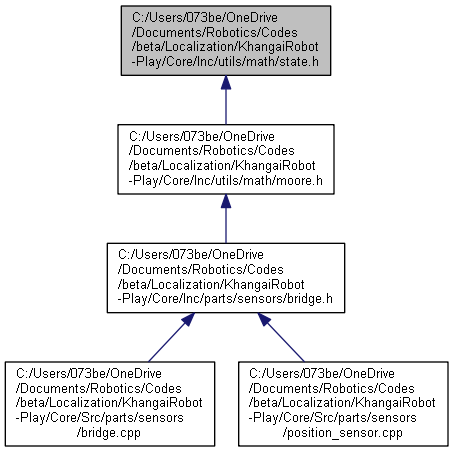 C:/Users/073be/OneDrive
/Documents/Robotics/Codes
/beta/Localization/KhangaiRobot
-Play/Core/Inc/utils/math/state.h
C:/Users/073be/OneDrive
/Documents/Robotics/Codes
/beta/Localization/KhangaiRobot
-Play/Core/Inc/utils/math/moore.h
C:/Users/073be/OneDrive
/Documents/Robotics/Codes
/beta/Localization/KhangaiRobot
-Play/Core/Inc/parts/sensors/bridge.h
C:/Users/073be/OneDrive
/Documents/Robotics/Codes
/beta/Localization/KhangaiRobot
-Play/Core/Src/parts/sensors
/bridge.cpp
C:/Users/073be/OneDrive
/Documents/Robotics/Codes
/beta/Localization/KhangaiRobot
-Play/Core/Src/parts/sensors
/position_sensor.cpp